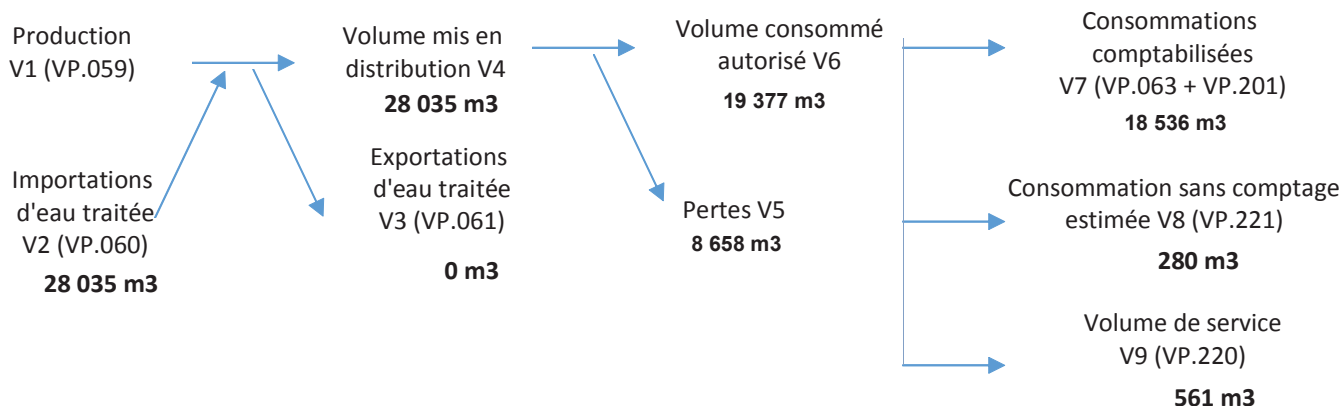 Production
V1 (VP.059)
Importations
d'eau traitée
V2 (VP.060)
28 035 m3
Volume mis en
distribution V4
28 035 m3
Exportations
d'eau traitée
V3 (VP.061)
0 m3
Volume consommé
autorisé V6
19 377 m3
Pertes V5
8 658 m3
Consommations
comptabilisées
V7 (VP.063 + VP.201)
18 536 m3
Consommation sans comptage
estimée V8 (VP.221)
280 m3
Volume de service
V9 (VP.220)
561 m3